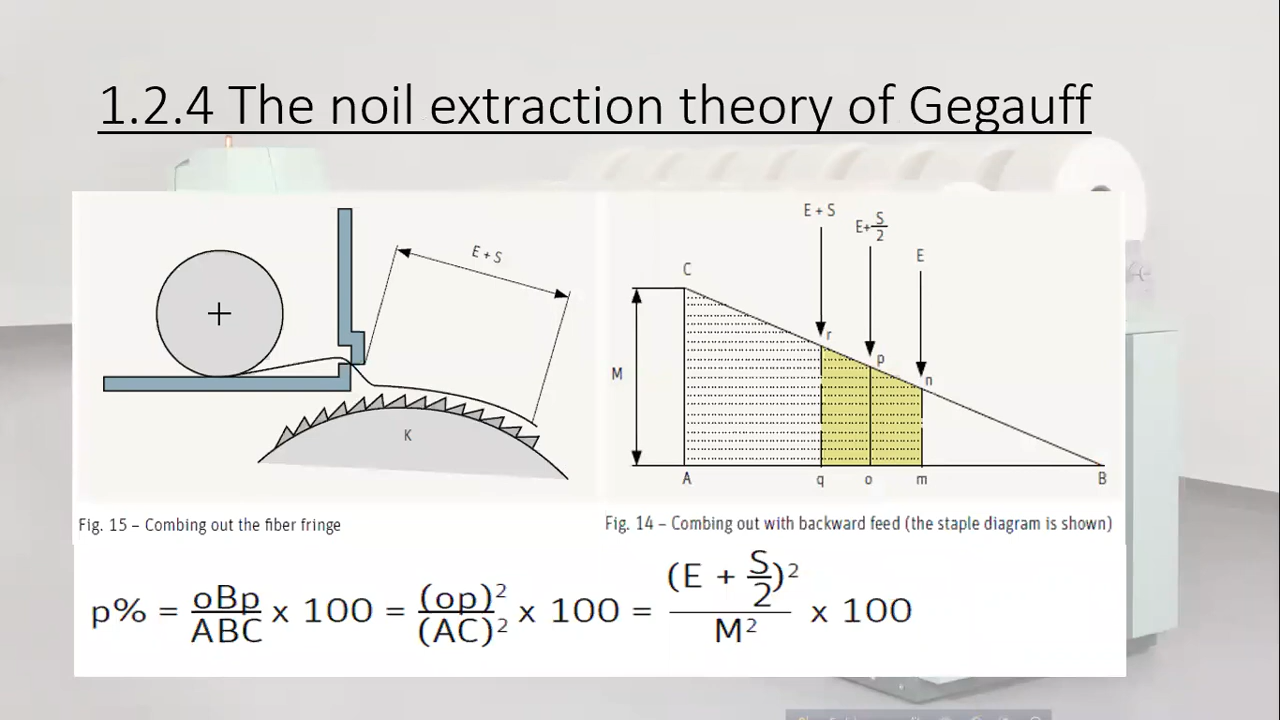 1.2.4 The noil extraction theory of Gegauff
E + S
K
E + S
E+ S/2
E
C
r
p
n
M
A
q
o
m
B
Fig. 15 – Combing out the fiber fringe
Fig. 14 – Combing out with backward feed (the staple diagram is shown)
p% = oBp/ABC x 100 = (op)²/(AC)² x 100 = (E + S/2)²/M² x 100